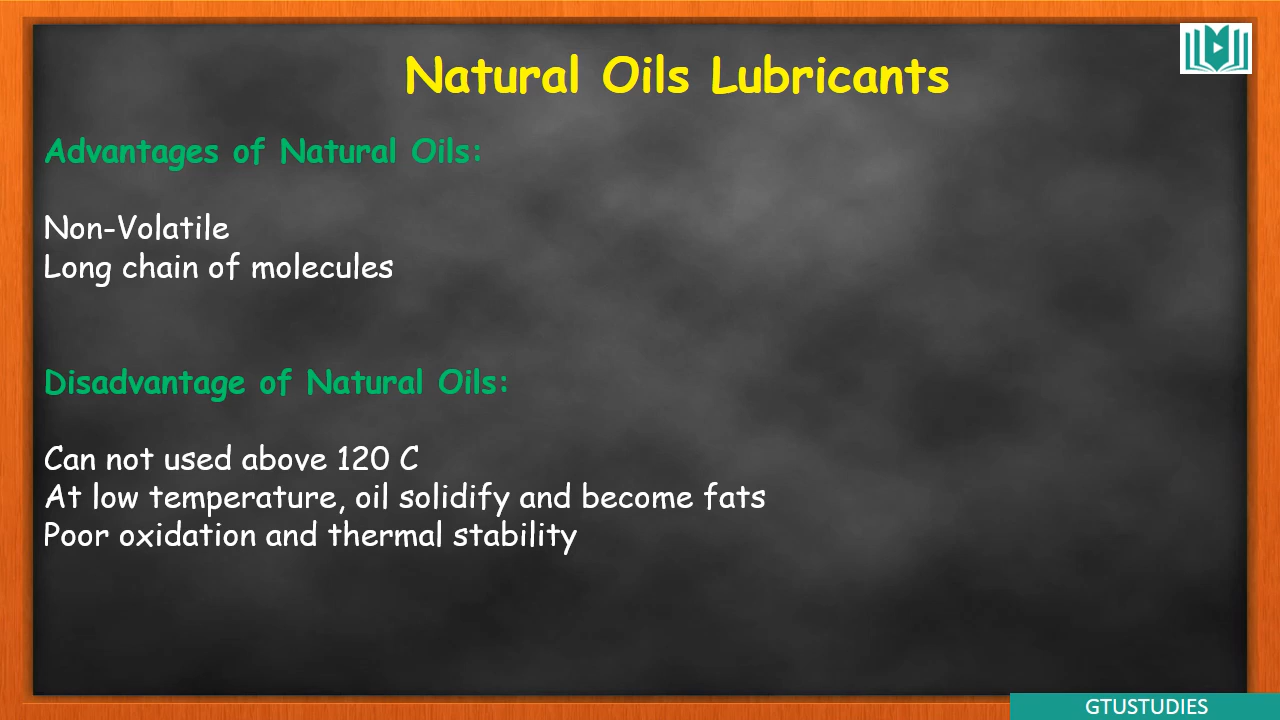 Natural Oils Lubricants
Advantages of Natural Oils:
Non-Volatile
Long chain of molecules
Disadvantage of Natural Oils:
Can not used above 120 C
At low temperature, oil solidify and become fats
Poor oxidation and thermal stability
GTUSTUDIES